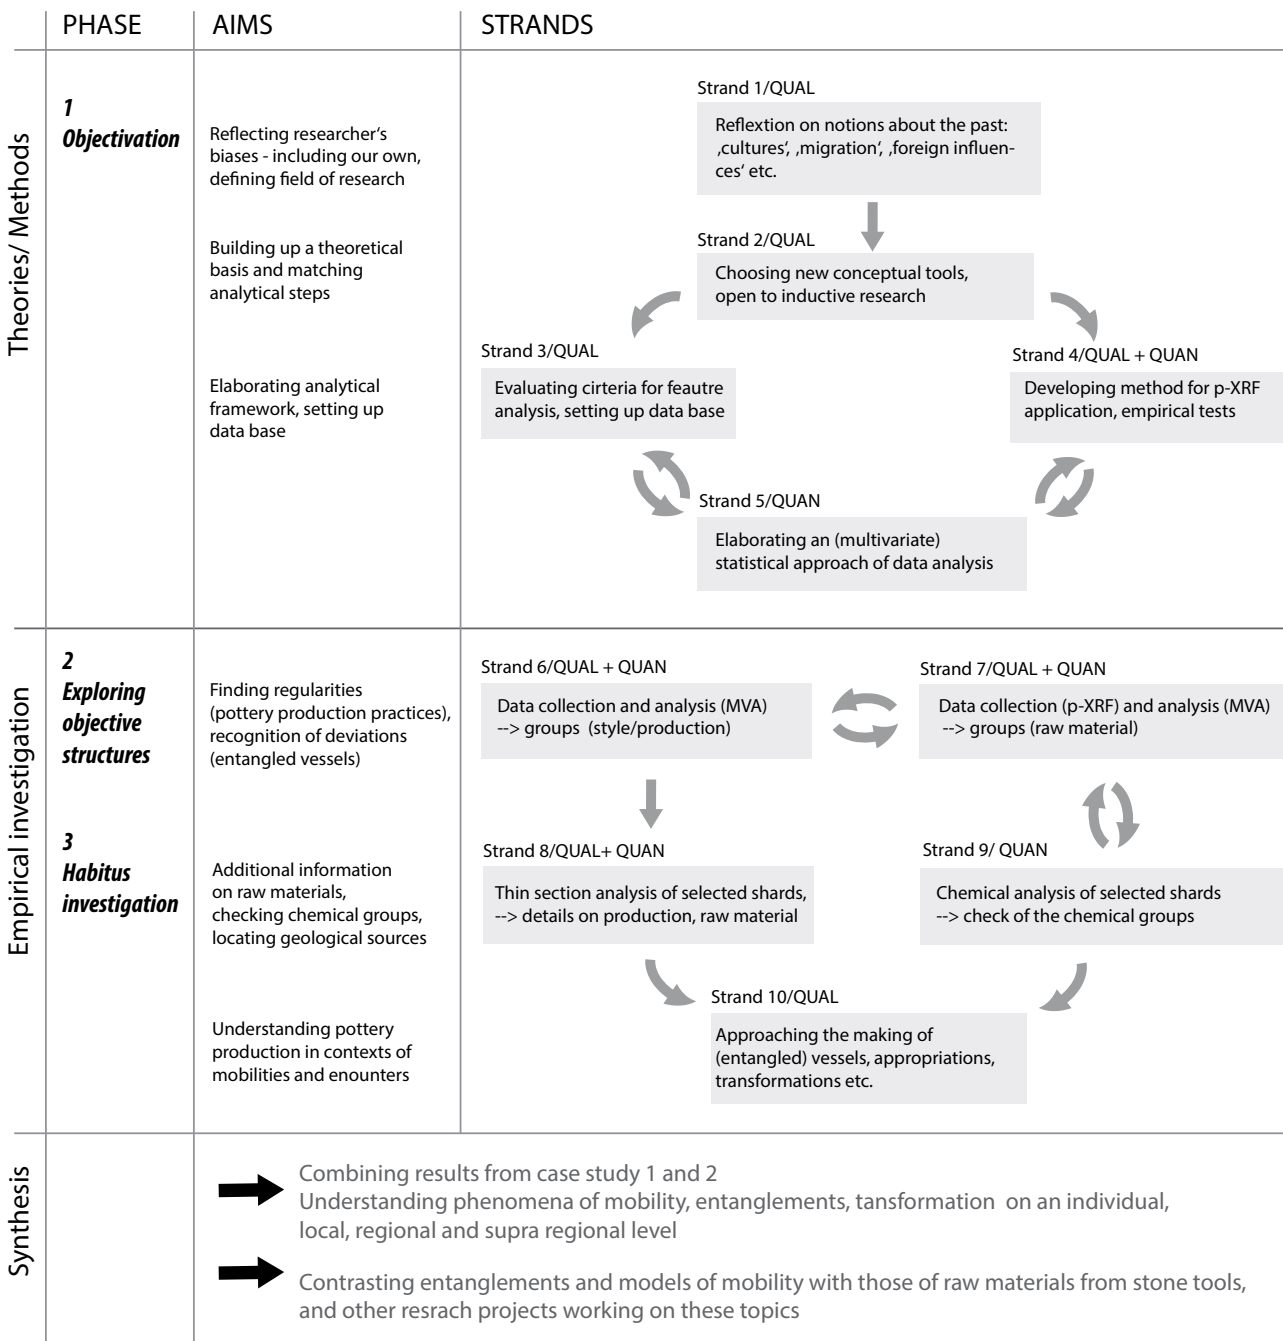 PHASE
AIMS
STRANDS
Theories/ Methods
1
Objectivation
Reflecting researcher's
biases - including our own,
defining field of research
Building up a theoretical
basis and matching
analytical steps
Elaborating analytical
framework, setting up
data base
Strand 1/QUAL
Reflextion on notions about the past:
‚cultures‘, ‚migration‘, ‚foreign influen-
ces‘ etc.
Strand 2/QUAL
Choosing new conceptual tools,
open to inductive research
Strand 3/QUAL
Evaluating cirteria for feautre
analysis, setting up data base
Strand 4/QUAL + QUAN
Developing method for p-XRF
application, empirical tests
Strand 5/QUAN
Elaborating an (multivariate)
statistical approach of data analysis
Empirical investigation
2
Exploring
objective
structures
Finding regularities
(pottery production practices),
recognition of deviations
(entangled vessels)
3
Habitus
investigation
Additional information
on raw materials,
checking chemical groups,
locating geological sources
Understanding pottery
production in contexts of
mobilities and enounters
Strand 6/QUAL + QUAN
Data collection and analysis (MVA)
--> groups (style/production)
Strand 7/QUAL + QUAN
Data collection (p-XRF) and analysis (MVA)
--> groups (raw material)
Strand 8/QUAL+ QUAN
Thin section analysis of selected shards,
--> details on production, raw material
Strand 9/ QUAN
Chemical analysis of selected shards
--> check of the chemical groups
Strand 10/QUAL
Approaching the making of
(entangled) vessels, appropriations,
transformations etc.
Synthesis
Combining results from case study 1 and 2
Understanding phenomena of mobility, entanglements, tansformation on an individual,
local, regional and supra regional level
Contrasting entanglements and models of mobility with those of raw materials from stone tools,
and other resrach projects working on these topics